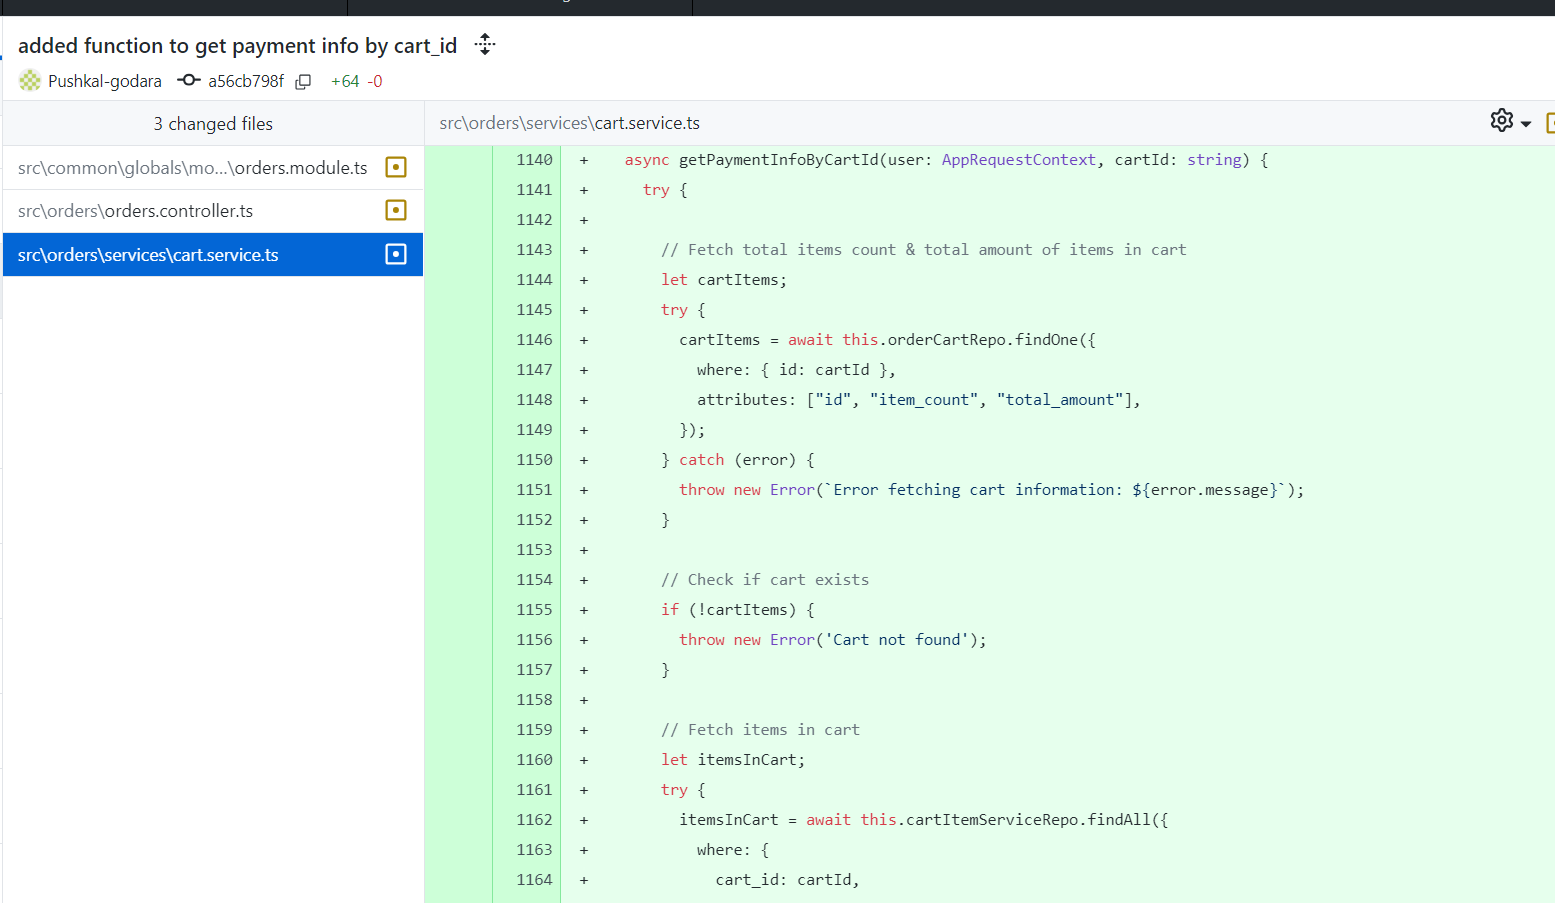 added function to get payment info by cart_id
Pushkal-godara a56cb798f +64 -0
3 changed files
src\common\globals\mo...\orders.module.ts
src\orders\orders.controller.ts
src\orders\services\cart.service.ts
src\orders\services\cart.service.ts
1140 + async getPaymentInfoByCartId(user: AppRequestContext, cartId: string) {
1141 + try {
1142 +
1143 + // Fetch total items count & total amount of items in cart
1144 + let cartItems;
1145 + try {
1146 + cartItems = await this.orderCartRepo.findOne({
1147 + where: { id: cartId },
1148 + attributes: ["id", "item_count", "total_amount"],
1149 + });
1150 + } catch (error) {
1151 + throw new Error(`Error fetching cart information: ${error.message}`);
1152 + }
1153 +
1154 + // Check if cart exists
1155 + if (!cartItems) {
1156 + throw new Error('Cart not found');
1157 + }
1158 +
1159 + // Fetch items in cart
1160 + let itemsInCart;
1161 + try {
1162 + itemsInCart = await this.cartItemServiceRepo.findAll({
1163 + where: {
1164 + cart_id: cartId,